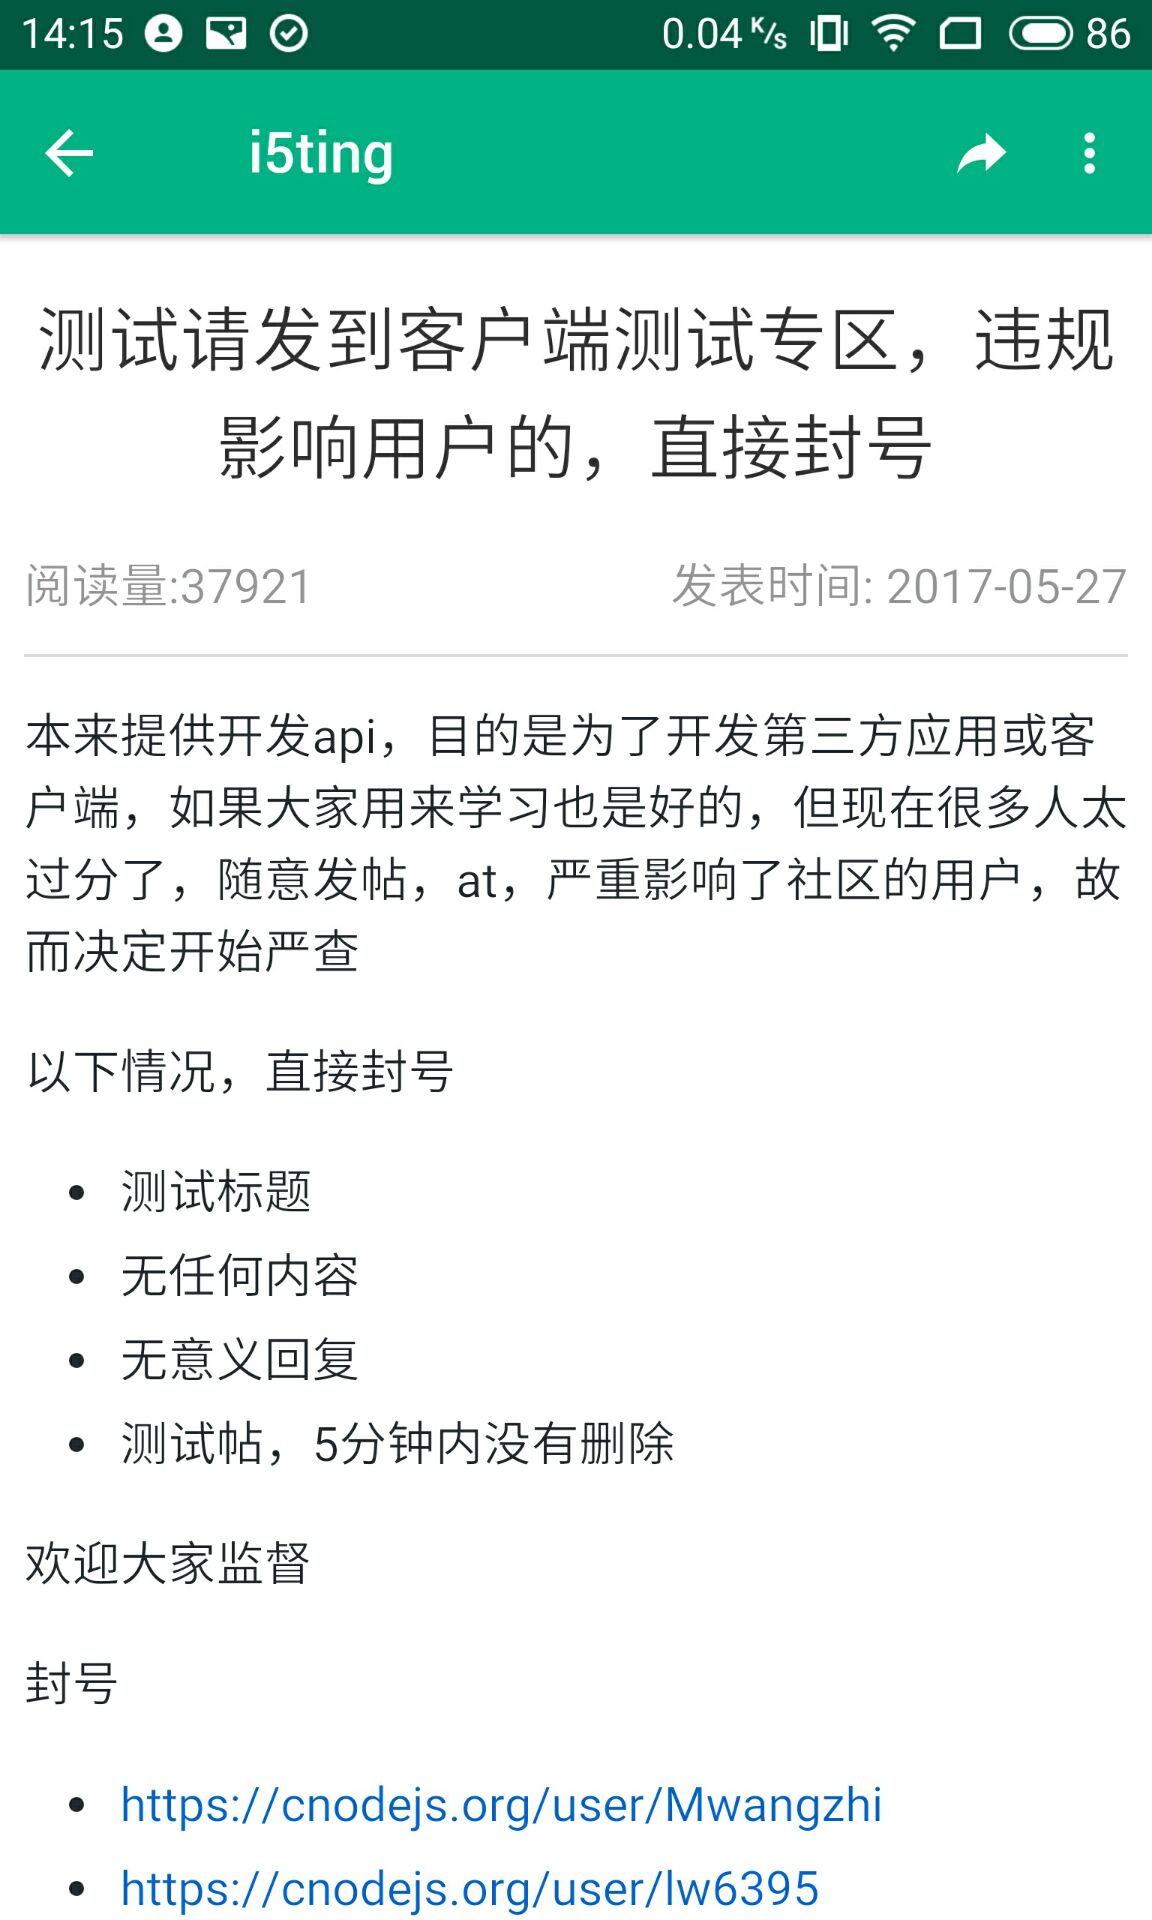 14:15
0.04 K/s
86
i5ting
测试请发到客户端测试专区，违规
影响用户的，直接封号
阅读量:37921
发表时间: 2017-05-27
本来提供开发api，目的是为了开发第三方应用或客
户端，如果大家用来学习也是好的，但现在很多人太
过分了，随意发帖，at，严重影响了社区的用户，故
而决定开始严查
以下情况，直接封号
• 测试标题
• 无任何内容
• 无意义回复
• 测试帖，5分钟内没有删除
欢迎大家监督
封号
• https://cnodejs.org/user/Mwangzhi
• https://cnodejs.org/user/lw6395